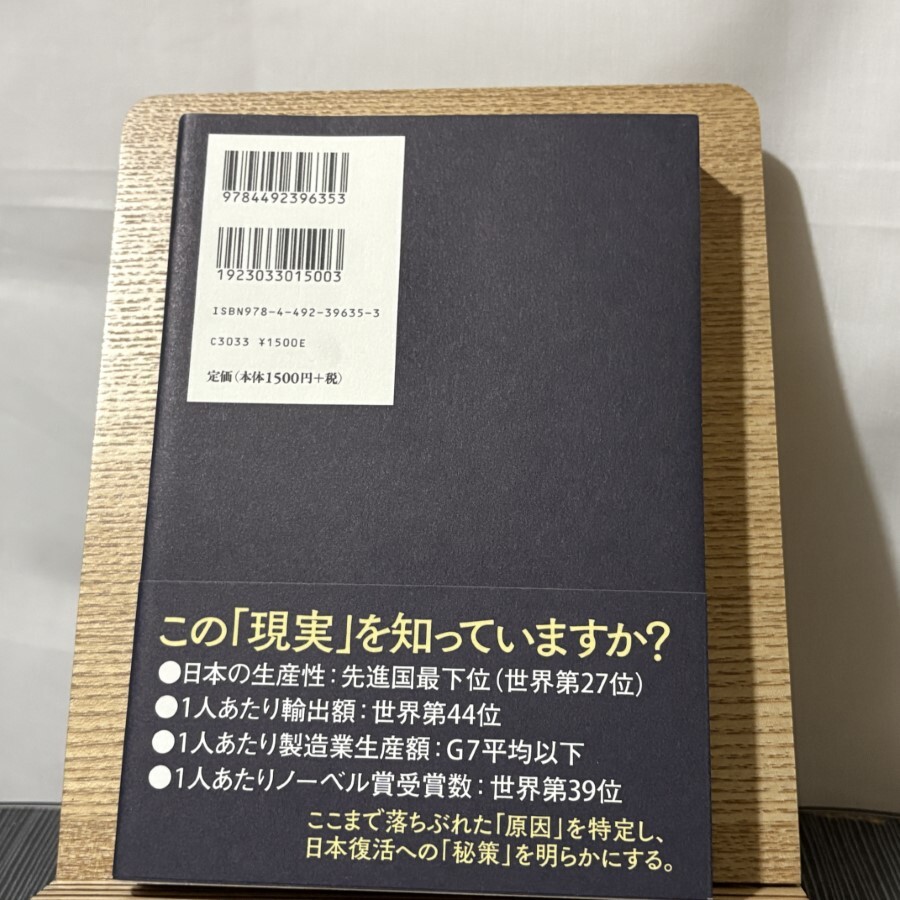 9784492396353
1923033015003
ISBN978-4-492-39635-3
C3033 ¥1500E
定価(本体1500円+税)
この「現実」を知っていますか?
●日本の生産性:先進国最下位(世界第27位)
●1人あたり輸出額:世界第44位
●1人あたり製造業生産額:G7平均以下
●1人あたりノーベル賞受賞数:世界第39位
ここまで落ちぶれた「原因」を特定し、
日本復活への「秘策」を明らかにする。